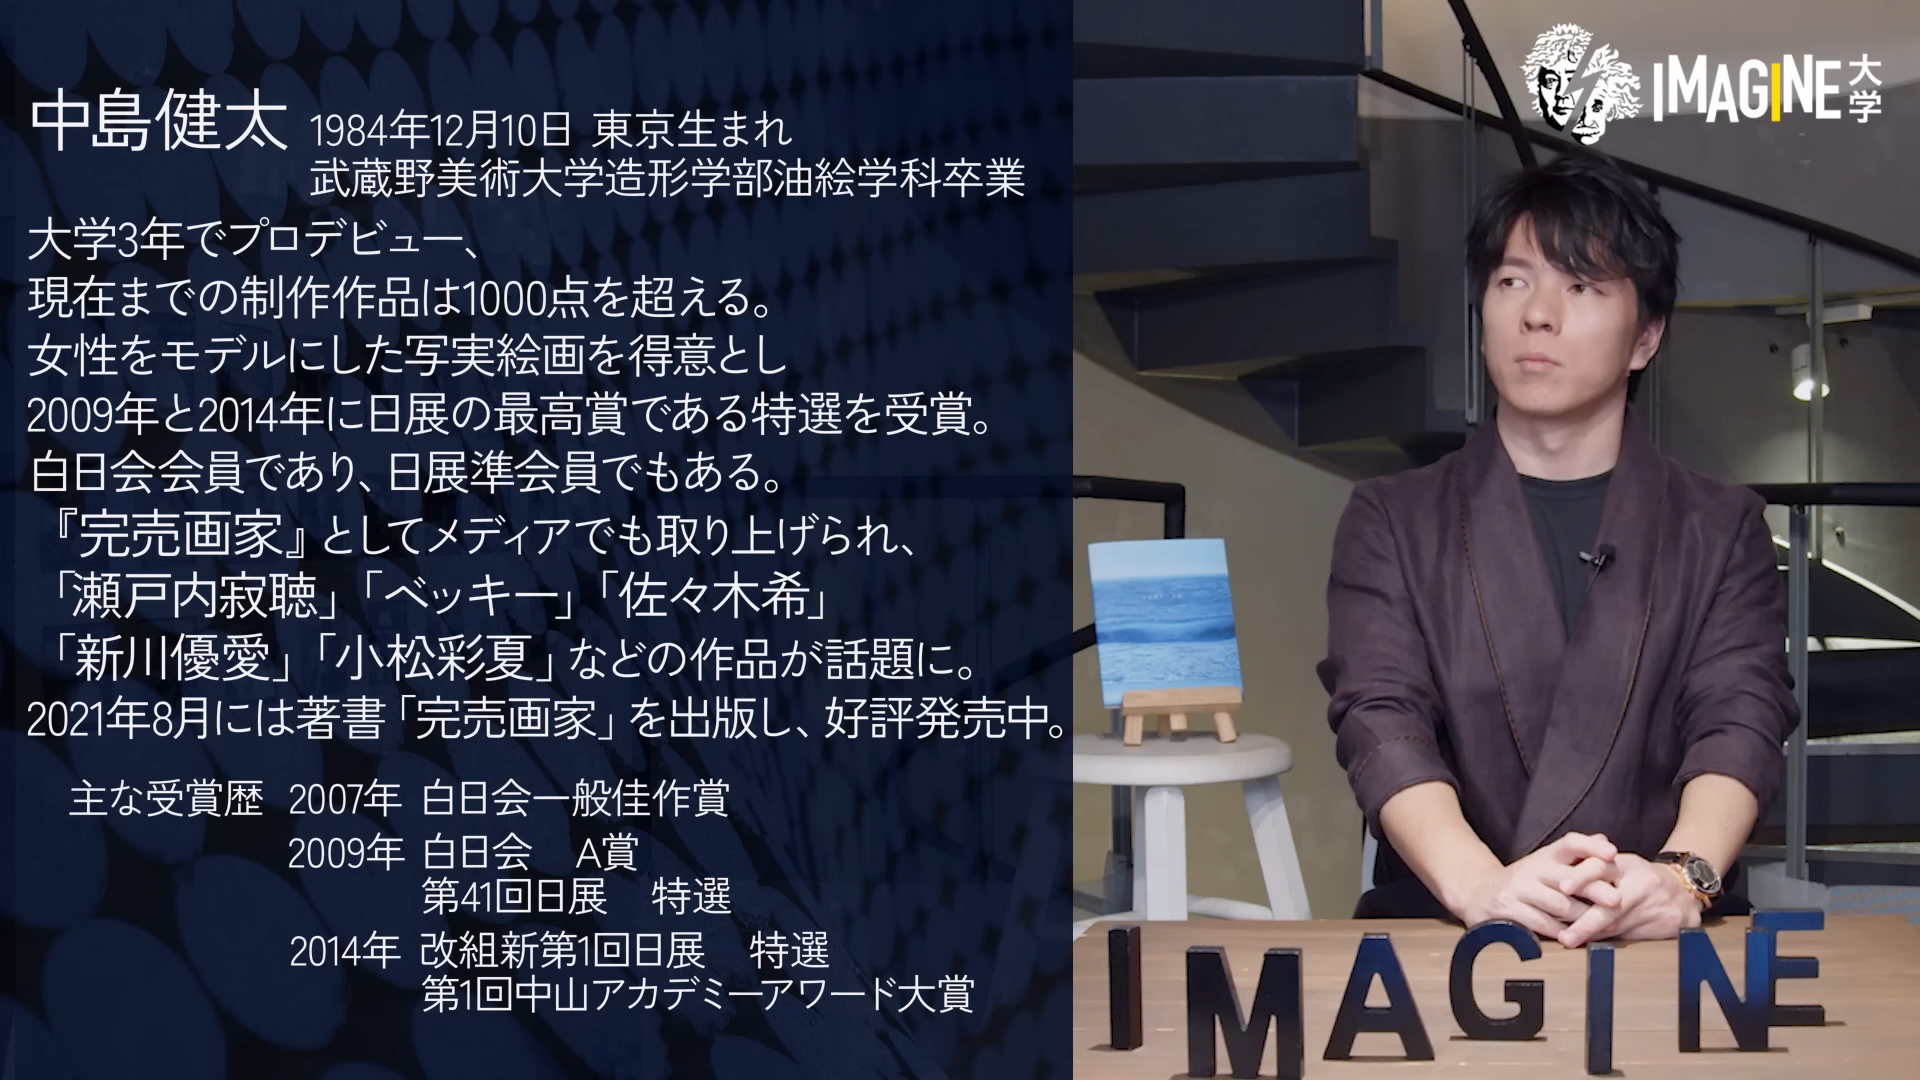 中島健太 1984年12月10日 東京生まれ
武蔵野美術大学造形学部油絵学科卒業
大学3年でプロデビュー、
現在までの制作作品は1000点を超える。
女性をモデルにした写実絵画を得意とし
2009年と2014年に日展の最高賞である特選を受賞。
白日会会員であり、日展準会員でもある。
『完売画家』としてメディアでも取り上げられ、
「瀬戸内寂聴」「ベッキー」「佐々木希」
「新川優愛」「小松彩夏」などの作品が話題に。
2021年8月には著書「完売画家」を出版し、好評発売中。
主な受賞歴 2007年 白日会一般佳作賞
2009年 白日会 A賞
第41回日展 特選
2014年 改組新第1回日展 特選
第1回中山アカデミーアワード大賞
IMAGINE大学
IMAGINE